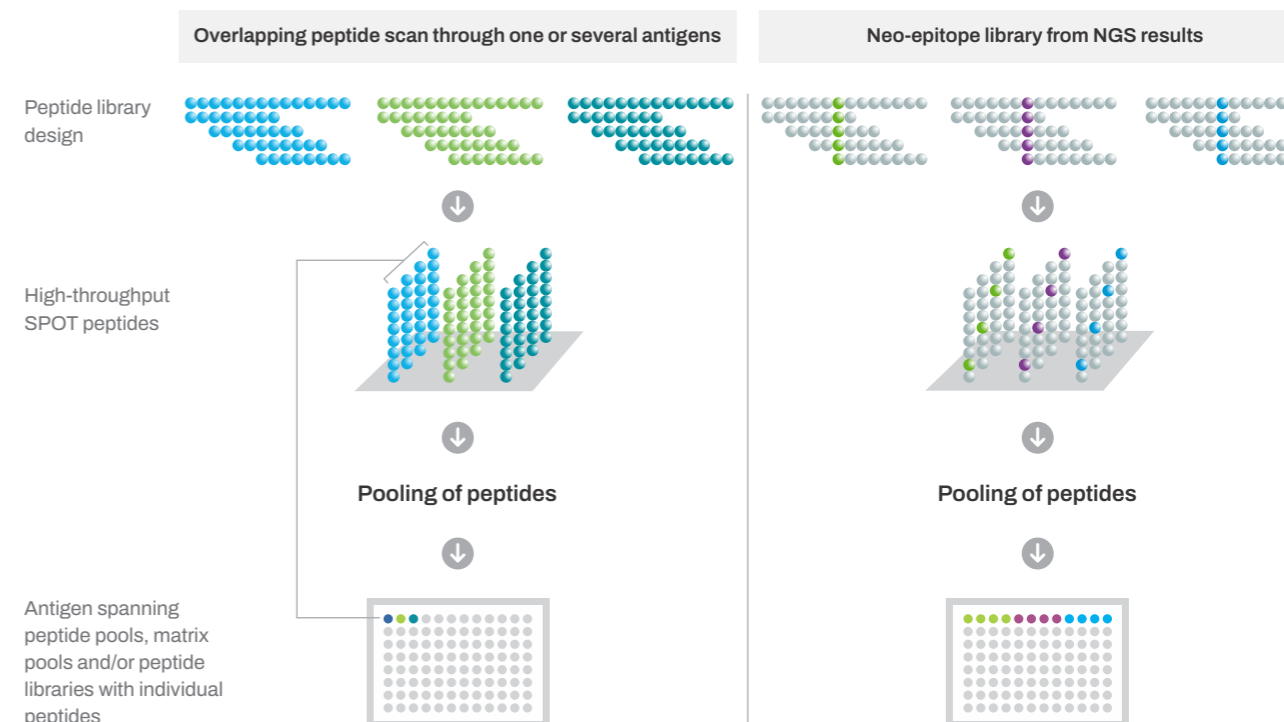 Overlapping peptide scan through one or several antigens
Neo-epitope library from NGS results
Peptide library
design
High-throughput
SPOT peptides
Pooling of peptides
Pooling of peptides
Antigen spanning
peptide pools, matrix
pools and/or peptide
libraries with individual
peptides